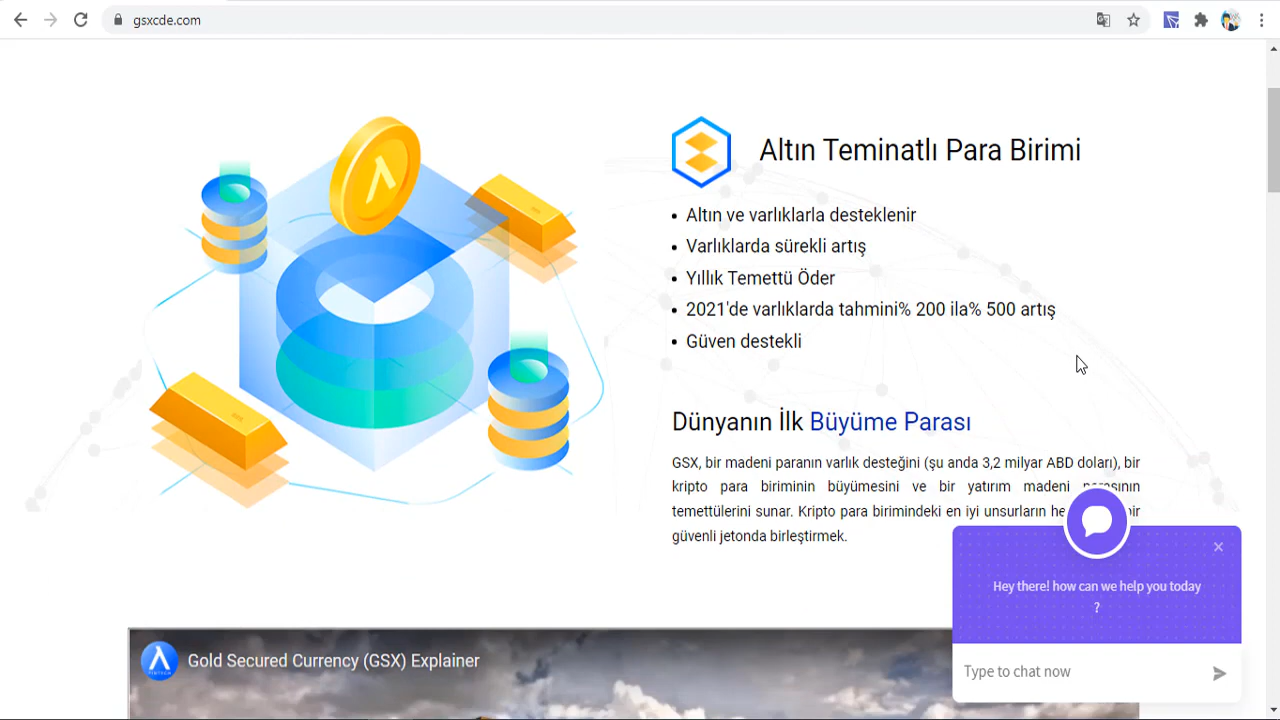 gsxcde.com
Altın Teminatlı Para Birimi
Altın ve varlıklarla desteklenir
Varlıklarda sürekli artış
Yıllık Temettü Öder
2021'de varlıklarda tahmini% 200 ila% 500 artış
Güven destekli
Dünyanın İlk Büyüme Parası
GSX, bir madeni paranın varlık desteğini (şu anda 3,2 milyar ABD doları), bir
kripto para biriminin büyümesini ve bir yatırım madeni
temettülerini sunar. Kripto para birimindeki en iyi unsurların
güvenli jetonda birleştirmek.
Hey there! how can we help you today
?
Type to chat now
Gold Secured Currency (GSX) Explainer